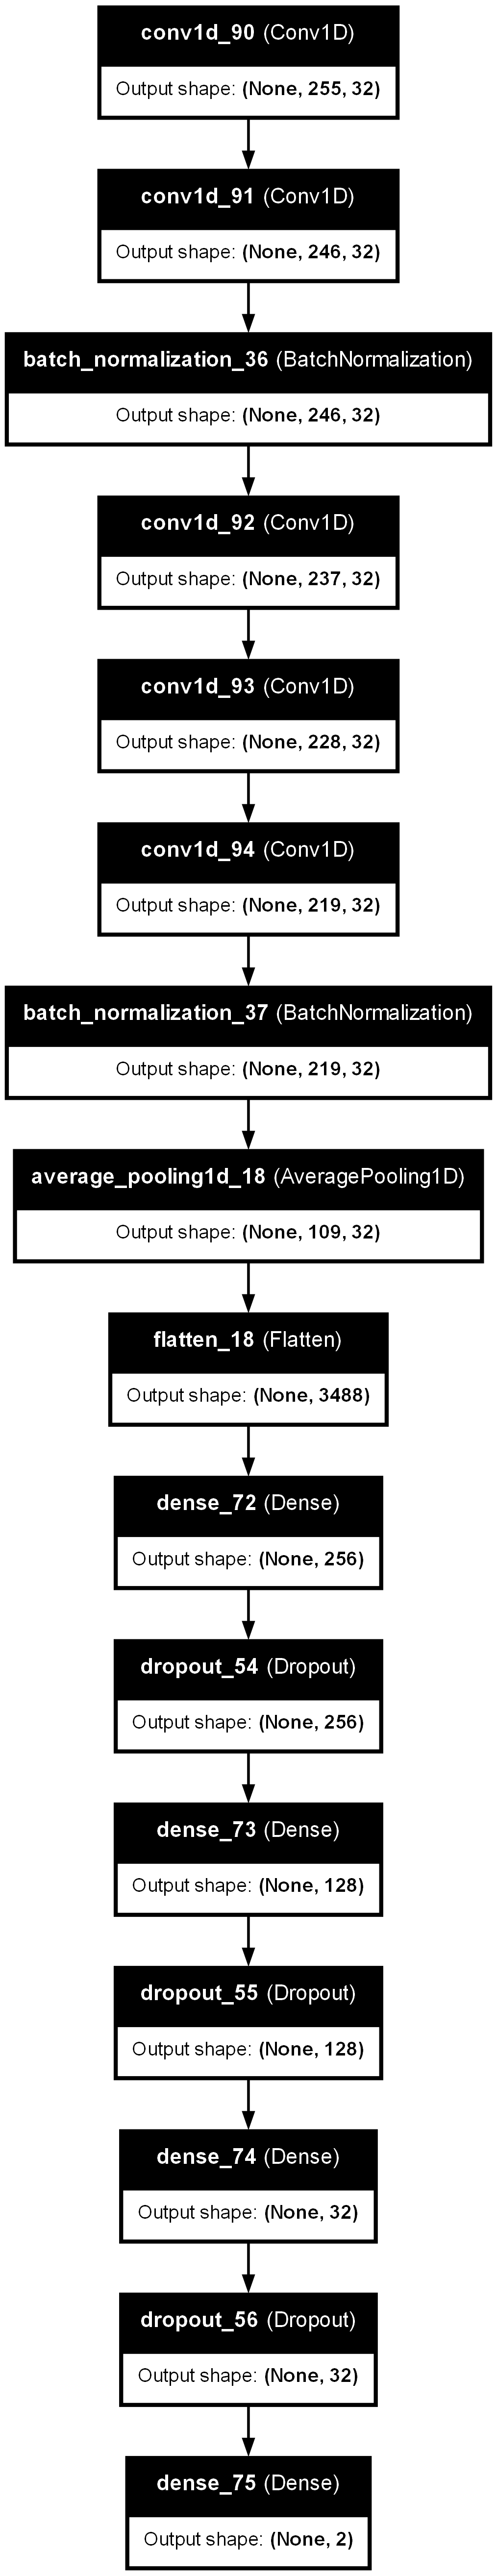 conv1d_90 (Conv1D)
Output shape: (None, 255, 32)
conv1d_91 (Conv1D)
Output shape: (None, 246, 32)
batch_normalization_36 (BatchNormalization)
Output shape: (None, 246, 32)
conv1d_92 (Conv1D)
Output shape: (None, 237, 32)
conv1d_93 (Conv1D)
Output shape: (None, 228, 32)
conv1d_94 (Conv1D)
Output shape: (None, 219, 32)
batch_normalization_37 (BatchNormalization)
Output shape: (None, 219, 32)
average_pooling1d_18 (AveragePooling1D)
Output shape: (None, 109, 32)
flatten_18 (Flatten)
Output shape: (None, 3488)
dense_72 (Dense)
Output shape: (None, 256)
dropout_54 (Dropout)
Output shape: (None, 256)
dense_73 (Dense)
Output shape: (None, 128)
dropout_55 (Dropout)
Output shape: (None, 128)
dense_74 (Dense)
Output shape: (None, 32)
dropout_56 (Dropout)
Output shape: (None, 32)
dense_75 (Dense)
Output shape: (None, 2)